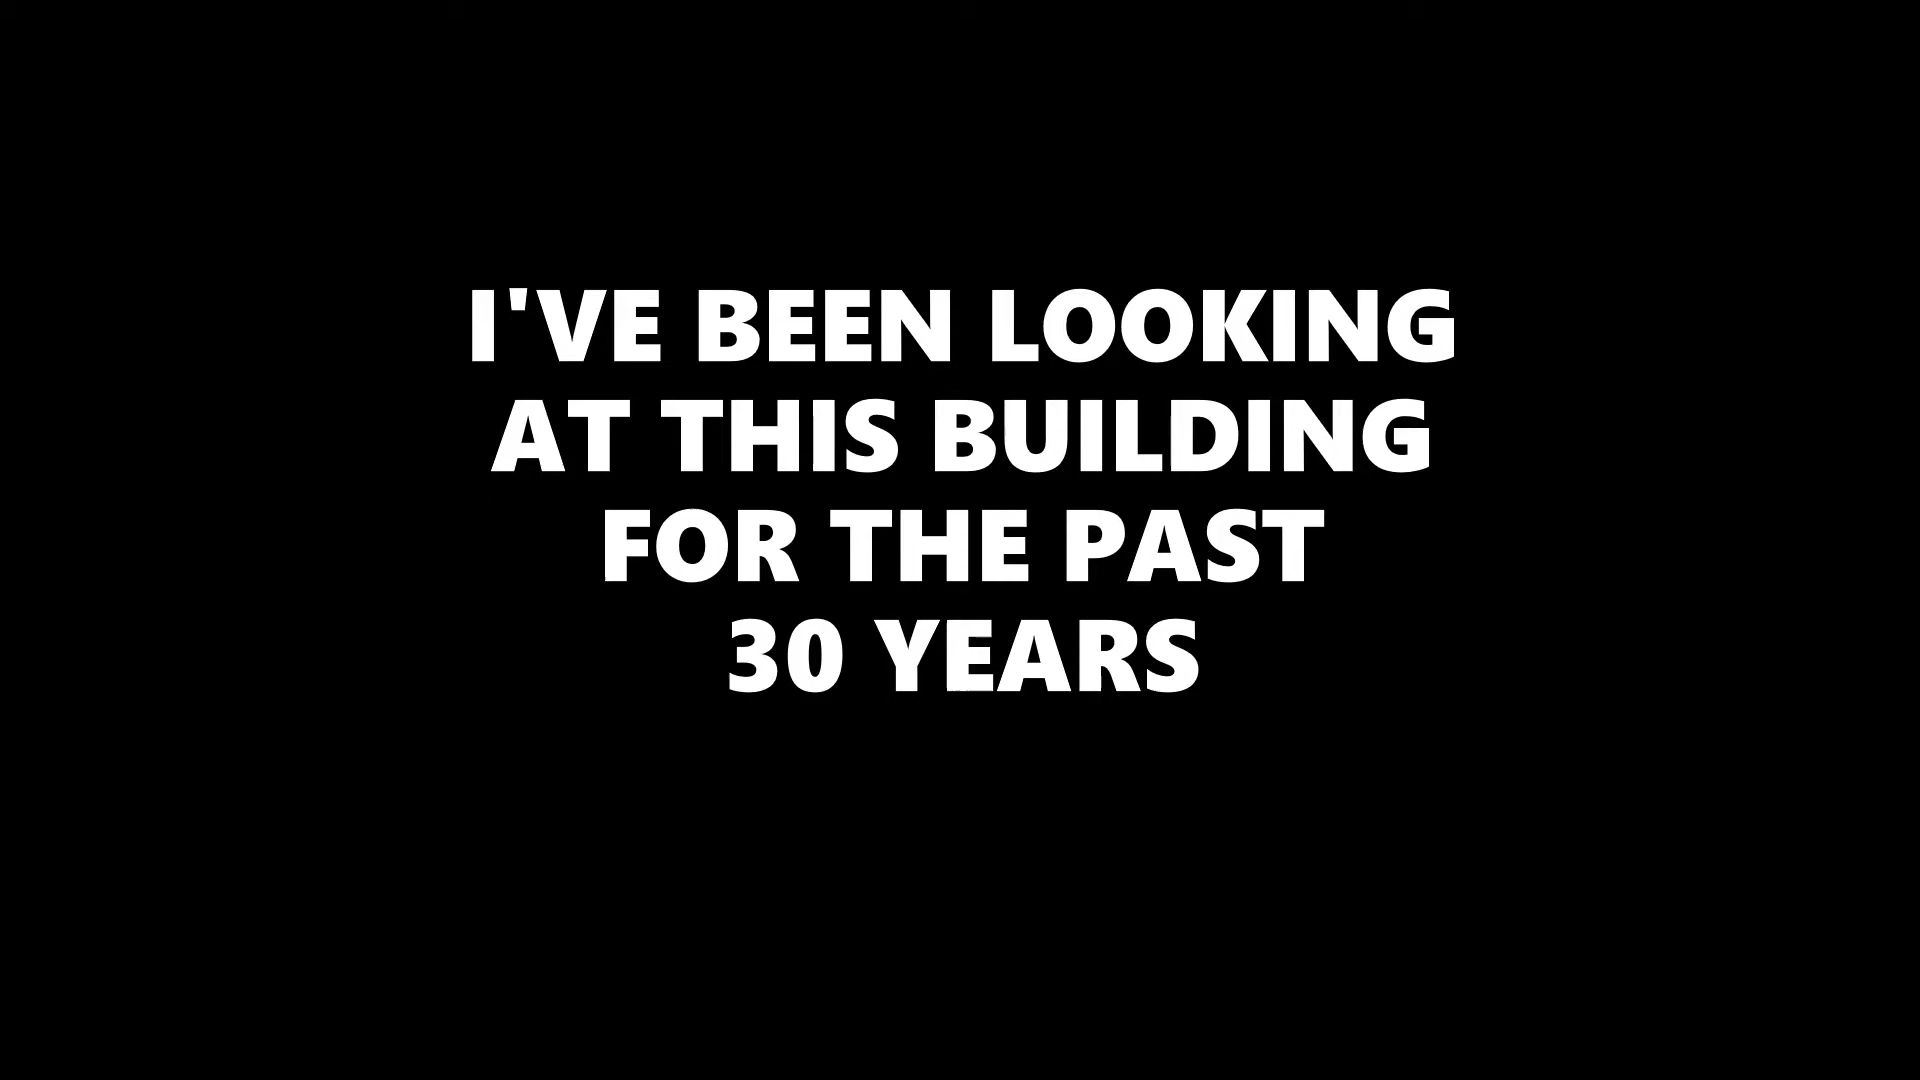 I'VE BEEN LOOKING
AT THIS BUILDING
FOR THE PAST
30 YEARS